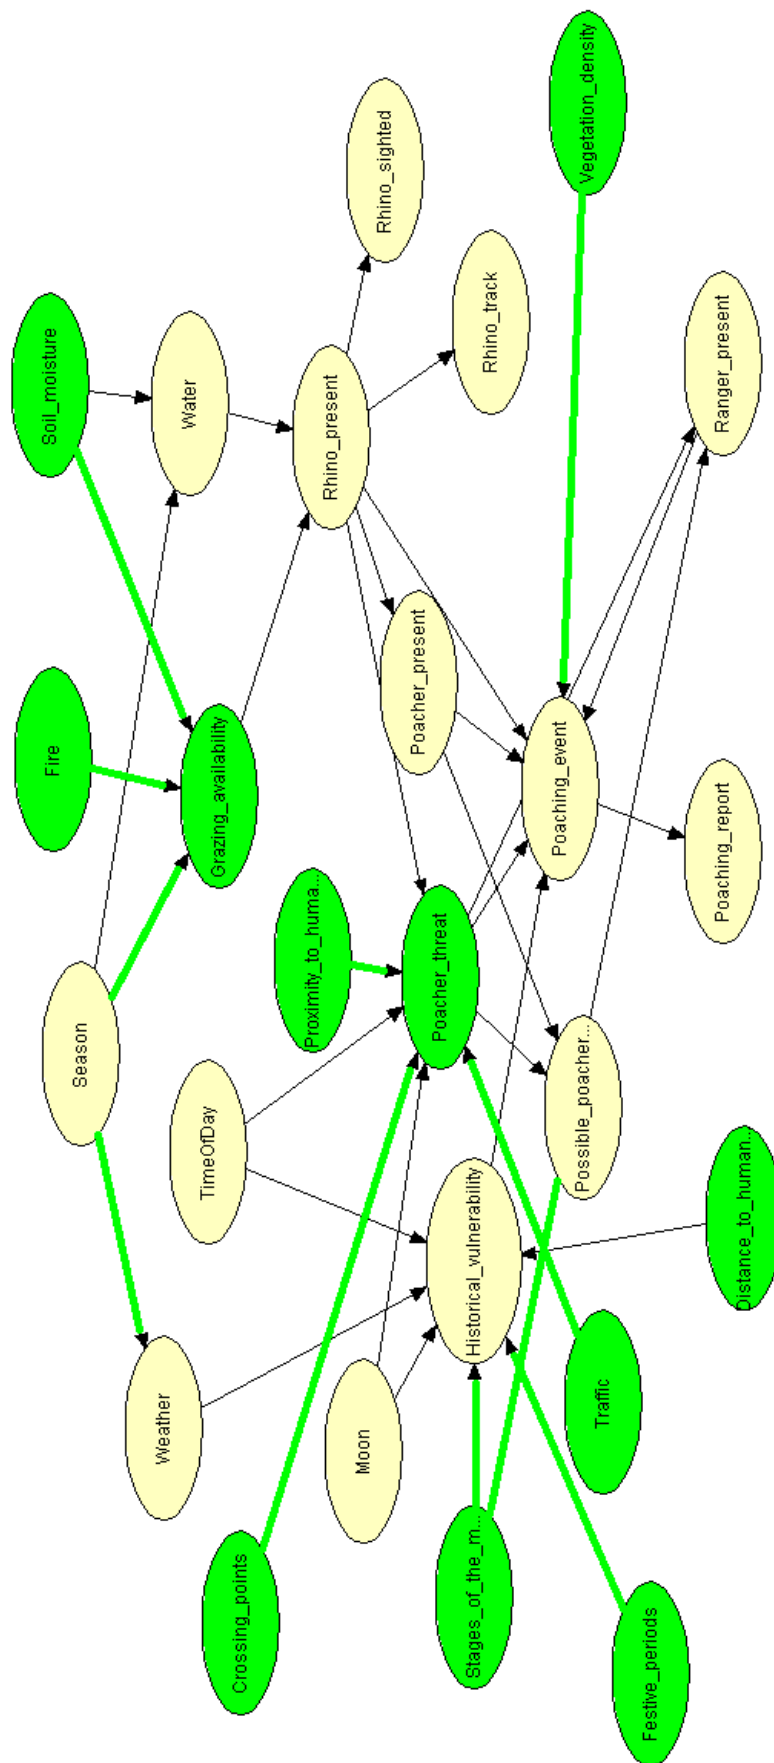 Soil_moisture
Fire
Season
Water
Grazing_availability
TimeOfDay
Weather
Rhino_present
Rhino_sighted
Proximity_to_huma...
Moon
Crossing_points
Rhino_track
Poacher_present
Poacher_threat
Historical_vulnerability
Stages_of_the_m...
Vegetation_density
Poaching_event
Possible_poacher...
Traffic
Festive_periods
Ranger_present
Poaching_report
Distance_to_human...